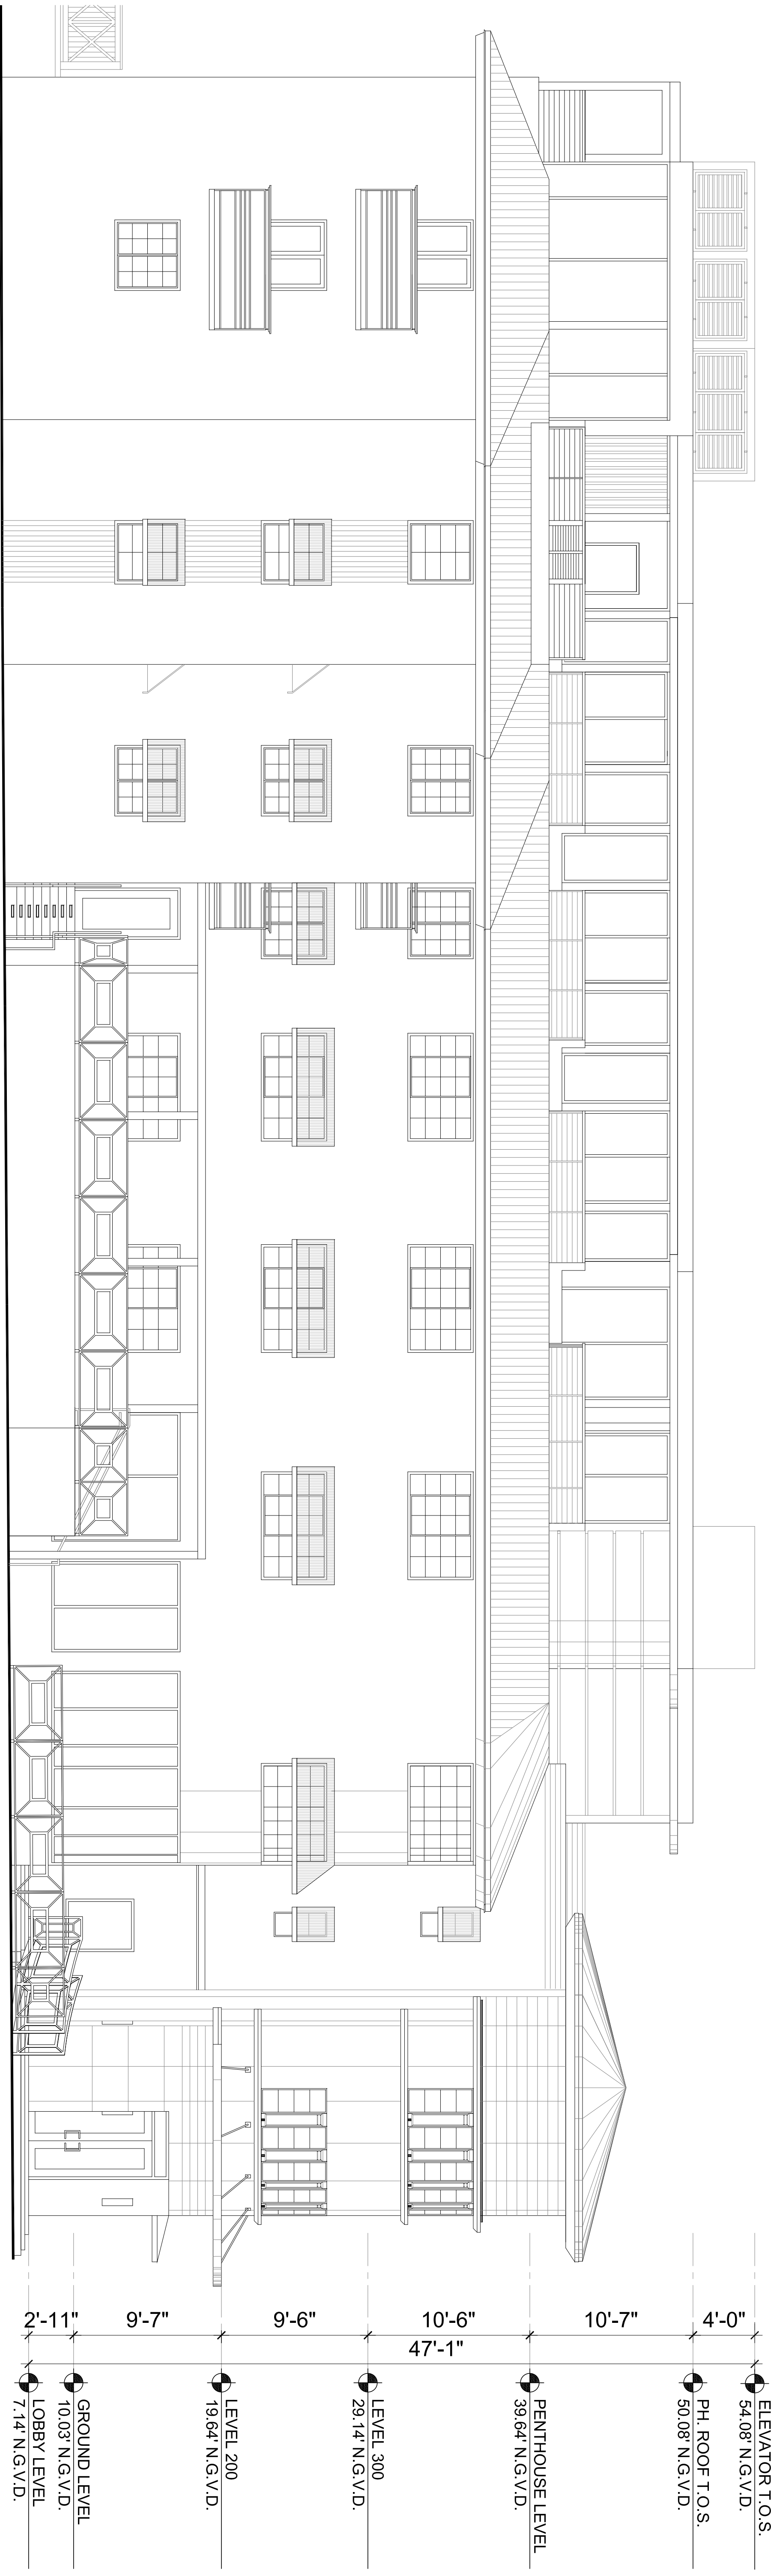 ELEVATOR T.O.S.
54.08' N.G.V.D.
4'-0"
PH. ROOF T.O.S.
50.08' N.G.V.D.
10'-7"
PENTHOUSE LEVEL
39.64' N.G.V.D.
10'-6"
LEVEL 300
29.14' N.G.V.D.
9'-6"
LEVEL 200
19.64' N.G.V.D.
9'-7"
GROUND LEVEL
10.03' N.G.V.D.
2'-11"
LOBBY LEVEL
7.14' N.G.V.D.
47'-1"